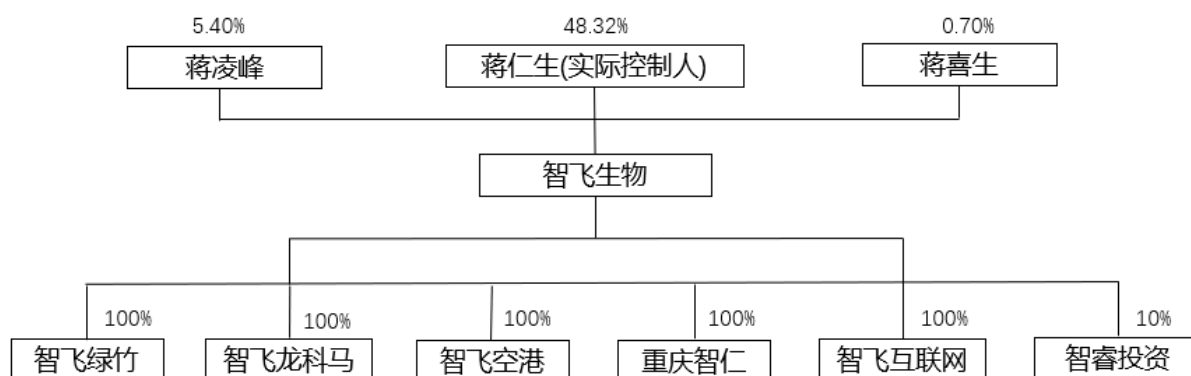 5.40%
48.32%
0.70%
蒋凌峰
蒋仁生(实际控制人)
蒋喜生
智飞生物
100%
100%
100%
100%
100%
10%
智飞绿竹
智飞龙科马
智飞空港
重庆智仁
智飞互联网
智睿投资